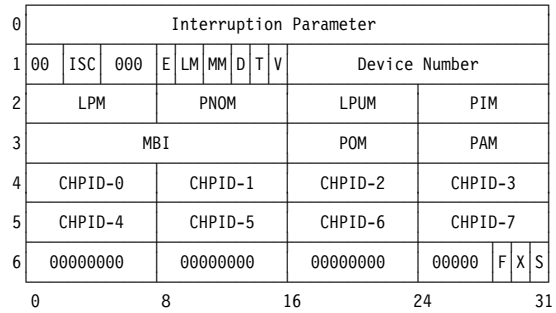 0 Interruption Parameter
1 00 ISC 000 E LM MM D T V Device Number
2 LPM PNOM LPUM PIM
3 MBI POM PAM
4 CHPID-0 CHPID-1 CHPID-2 CHPID-3
5 CHPID-4 CHPID-5 CHPID-6 CHPID-7
6 00000000 00000000 00000000 00000 F X S
0 8 16 24 31